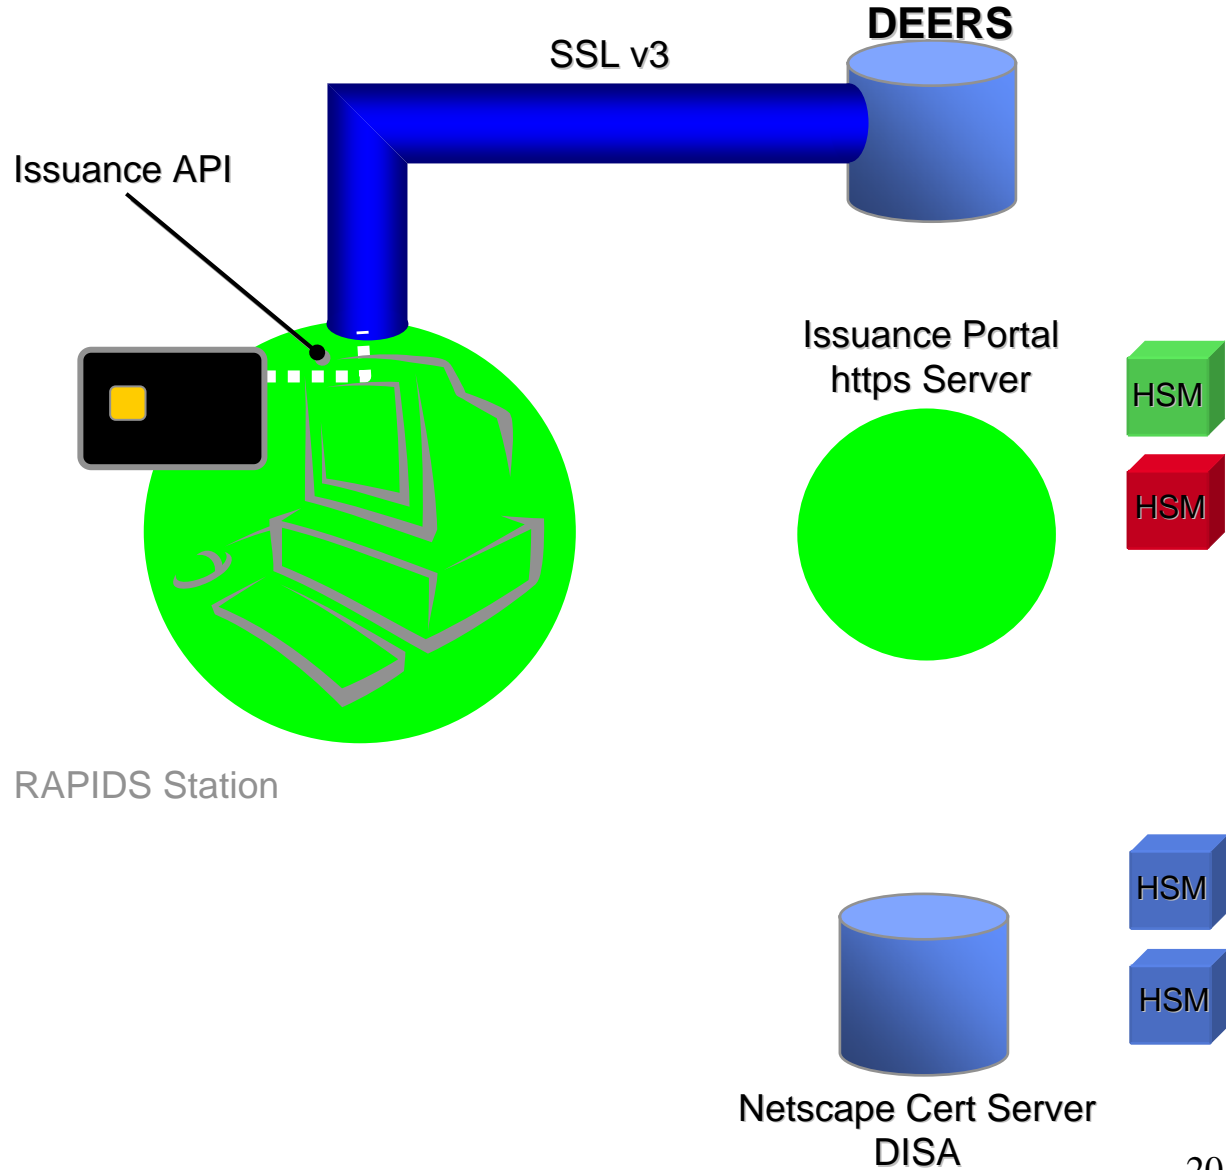 DEERS
SSL v3
Issuance API
Issuance Portal
https Server
HSM
HSM
RAPIDS Station
HSM
HSM
Netscape Cert Server
DISA
20